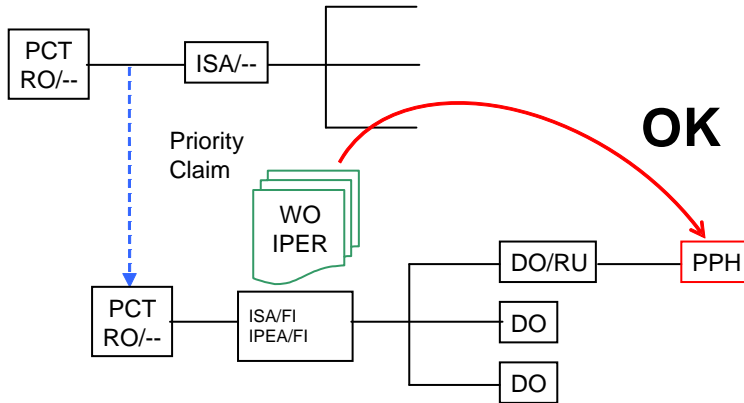 PCT
RO/--
ISA/--
OK
Priority
Claim
WO
IPER
DO/RU
PPH
PCT
RO/--
ISA/FI
IPEA/FI
DO
DO